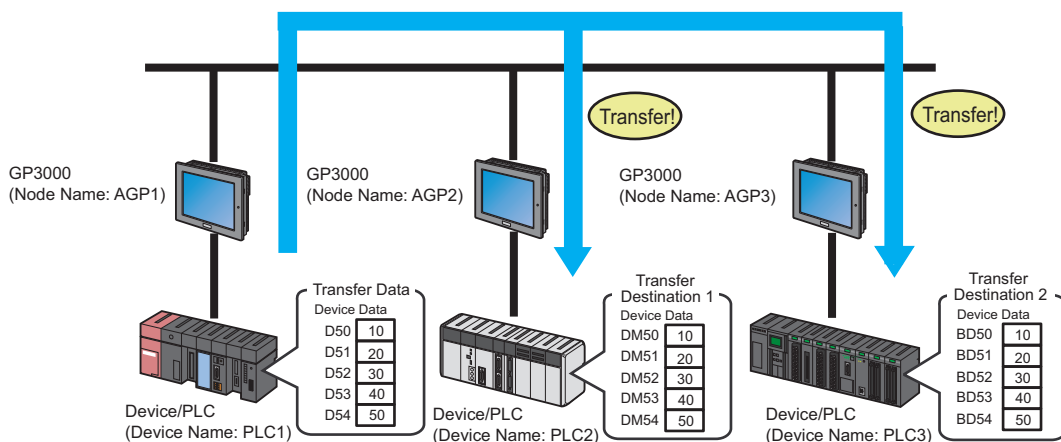 Transfer!
Transfer!
GP3000
(Node Name: AGP1)
GP3000
(Node Name: AGP2)
GP3000
(Node Name: AGP3)
Transfer Data
Device Data
D50 10
D51 20
D52 30
D53 40
D54 50
Device/PLC
(Device Name: PLC1)
Transfer
Destination 1
Device Data
DM50 10
DM51 20
DM52 30
DM53 40
DM54 50
Device/PLC
(Device Name: PLC2)
Transfer
Destination 2
Device Data
BD50 10
BD51 20
BD52 30
BD53 40
BD54 50
Device/PLC
(Device Name: PLC3)